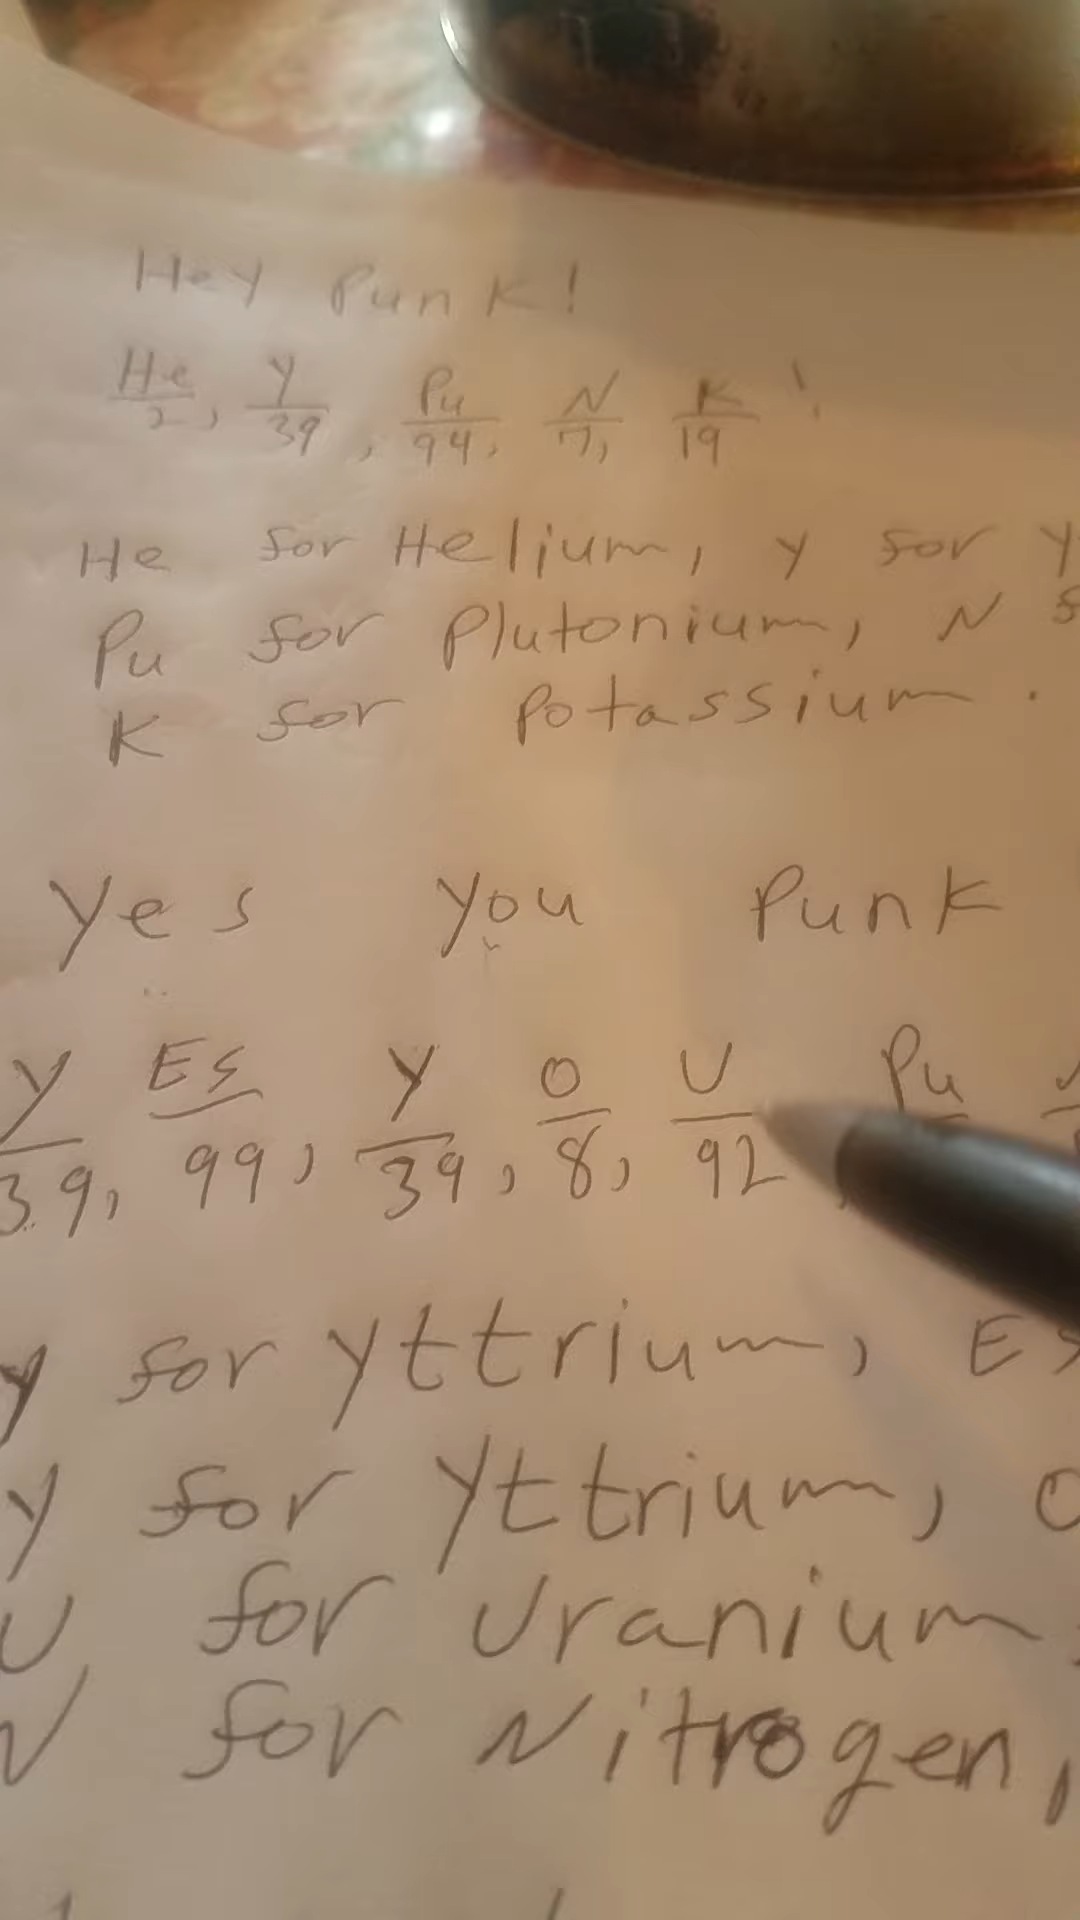 Hey Punk!
He Y Pu N K !
2, 39, 94, 7, 19
He for Helium, y for y
Pu for Plutonium, N
K for Potassium.
Yes you Punk
Y Es Y O U Pu
39, 99, 39, 8, 92
y for yttrium, Es
y for Yttrium,
U for Uranium
N for Nitrogen,